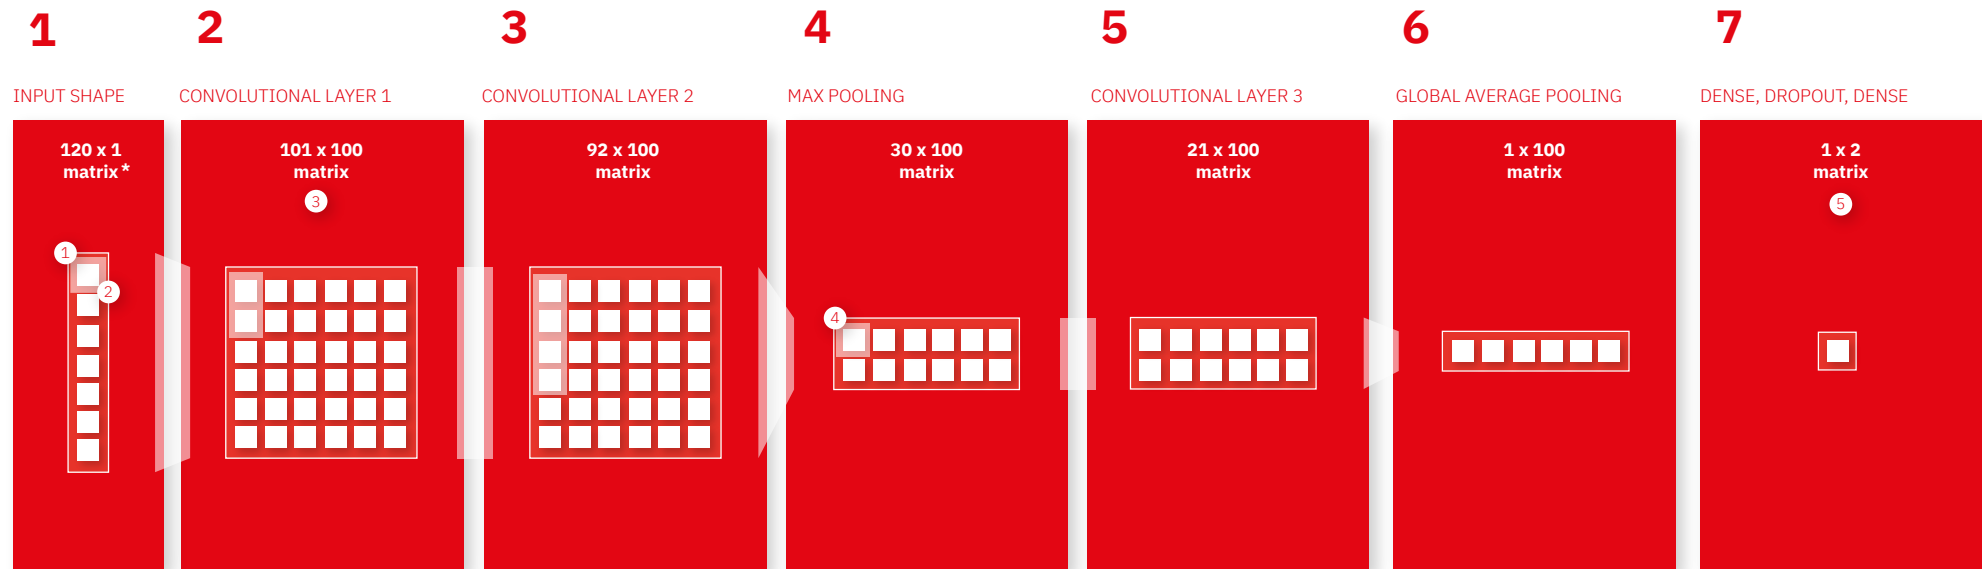 1
INPUT SHAPE
120 x 1
matrix*
1
2
2
CONVOLUTIONAL LAYER 1
101 x 100
matrix
3
3
CONVOLUTIONAL LAYER 2
92 x 100
matrix
4
MAX POOLING
30 x 100
matrix
4
5
CONVOLUTIONAL LAYER 3
21 x 100
matrix
6
GLOBAL AVERAGE POOLING
1 x 100
matrix
7
DENSE, DROPOUT, DENSE
1 x 2
matrix
5